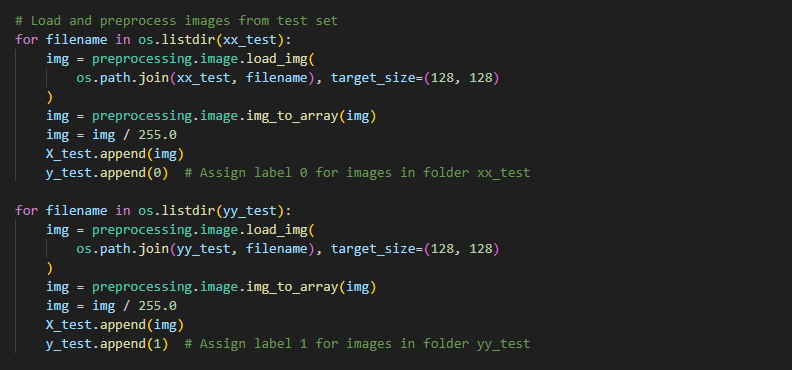 # Load and preprocess images from test set
for filename in os.listdir(xx_test):
    img = preprocessing.image.load_img(
        os.path.join(xx_test, filename), target_size=(128, 128)
    )
    img = preprocessing.image.img_to_array(img)
    img = img / 255.0
    X_test.append(img)
    y_test.append(0)  # Assign label 0 for images in folder xx_test

for filename in os.listdir(yy_test):
    img = preprocessing.image.load_img(
        os.path.join(yy_test, filename), target_size=(128, 128)
    )
    img = preprocessing.image.img_to_array(img)
    img = img / 255.0
    X_test.append(img)
    y_test.append(1)  # Assign label 1 for images in folder yy_test